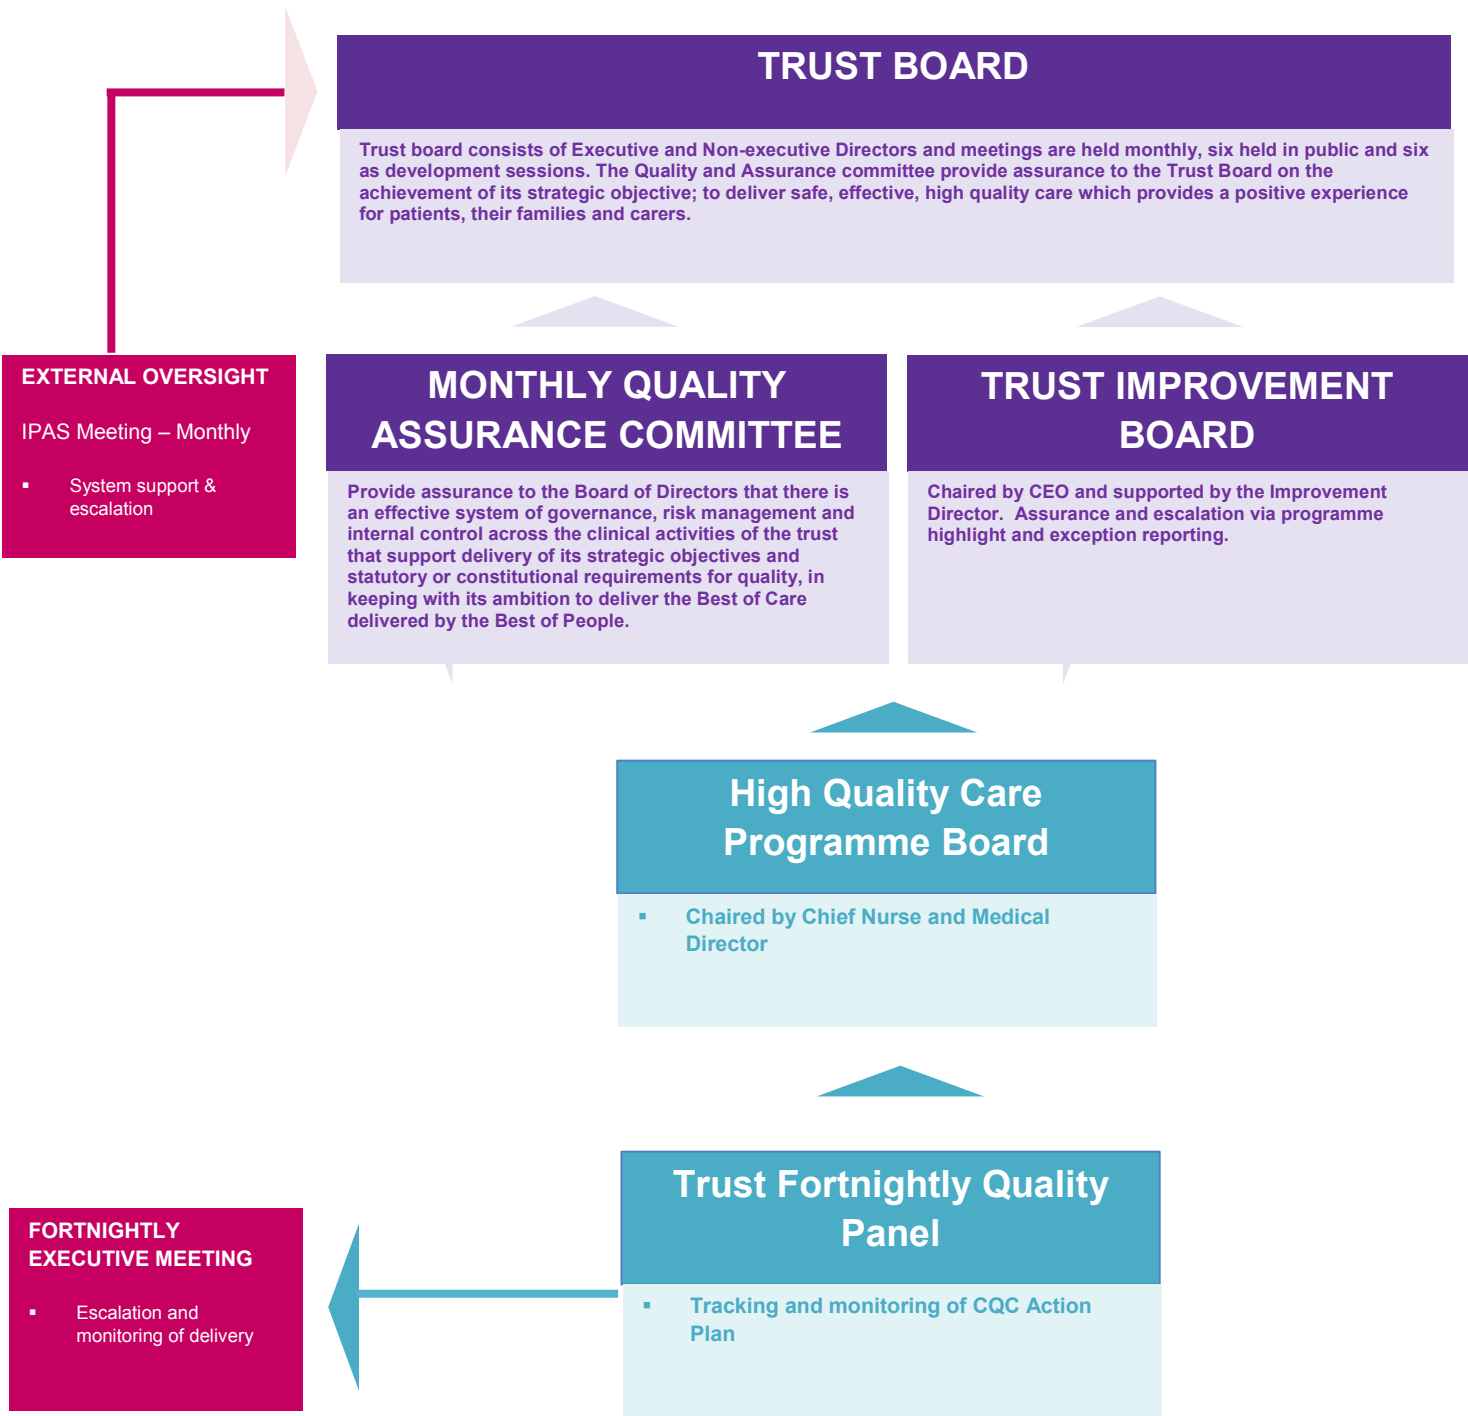 TRUST BOARD
Trust board consists of Executive and Non-executive Directors and meetings are held monthly, six held in public and six
as development sessions. The Quality and Assurance committee provide assurance to the Trust Board on the
achievement of its strategic objective; to deliver safe, effective, high quality care which provides a positive experience
for patients, their families and carers.
EXTERNAL OVERSIGHT
IPAS Meeting – Monthly
▪ System support &
escalation
MONTHLY QUALITY
ASSURANCE COMMITTEE
Provide assurance to the Board of Directors that there is
an effective system of governance, risk management and
internal control across the clinical activities of the trust
that support delivery of its strategic objectives and
statutory or constitutional requirements for quality, in
keeping with its ambition to deliver the Best of Care
delivered by the Best of People.
TRUST IMPROVEMENT
BOARD
Chaired by CEO and supported by the Improvement
Director.  Assurance and escalation via programme
highlight and exception reporting.
High Quality Care
Programme Board
▪ Chaired by Chief Nurse and Medical
Director
Trust Fortnightly Quality
Panel
▪ Tracking and monitoring of CQC Action
Plan
FORTNIGHTLY
EXECUTIVE MEETING
▪ Escalation and
monitoring of delivery